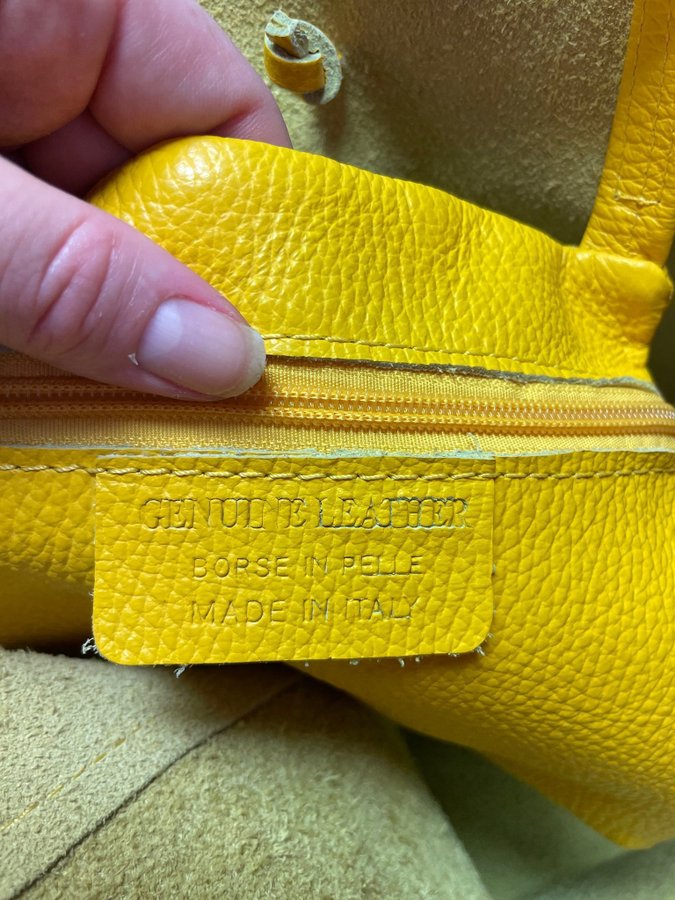 GENUINE LEATHER
BORSE IN PELLE
MADE IN ITALY